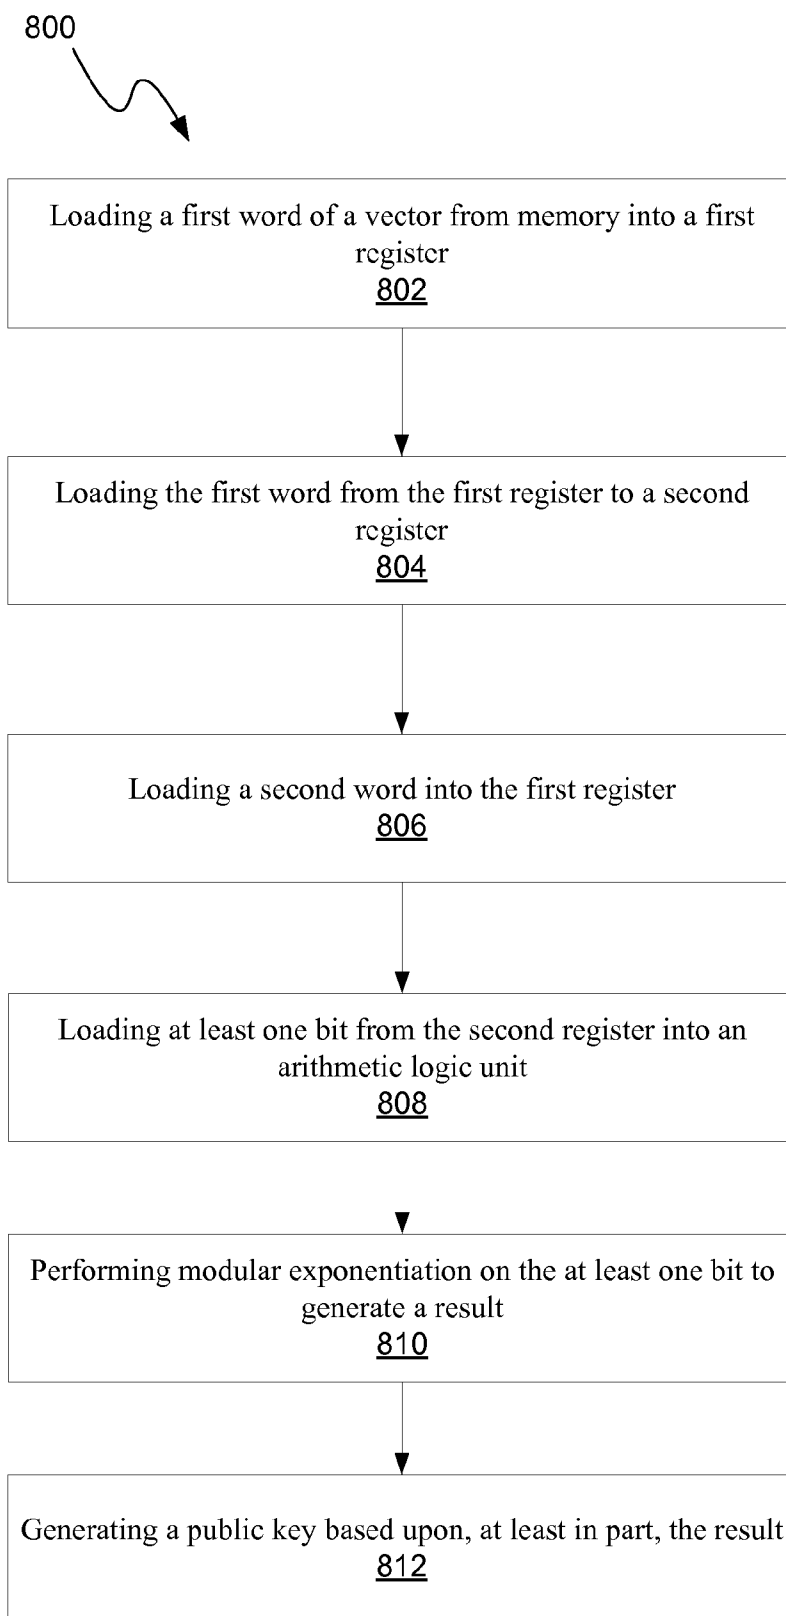 800
Loading a first word of a vector from memory into a first
register
802
Loading the first word from the first register to a second
register
804
Loading a second word into the first register
806
Loading at least one bit from the second register into an
arithmetic logic unit
808
Performing modular exponentiation on the at least one bit to
generate a result
810
Generating a public key based upon, at least in part, the result
812